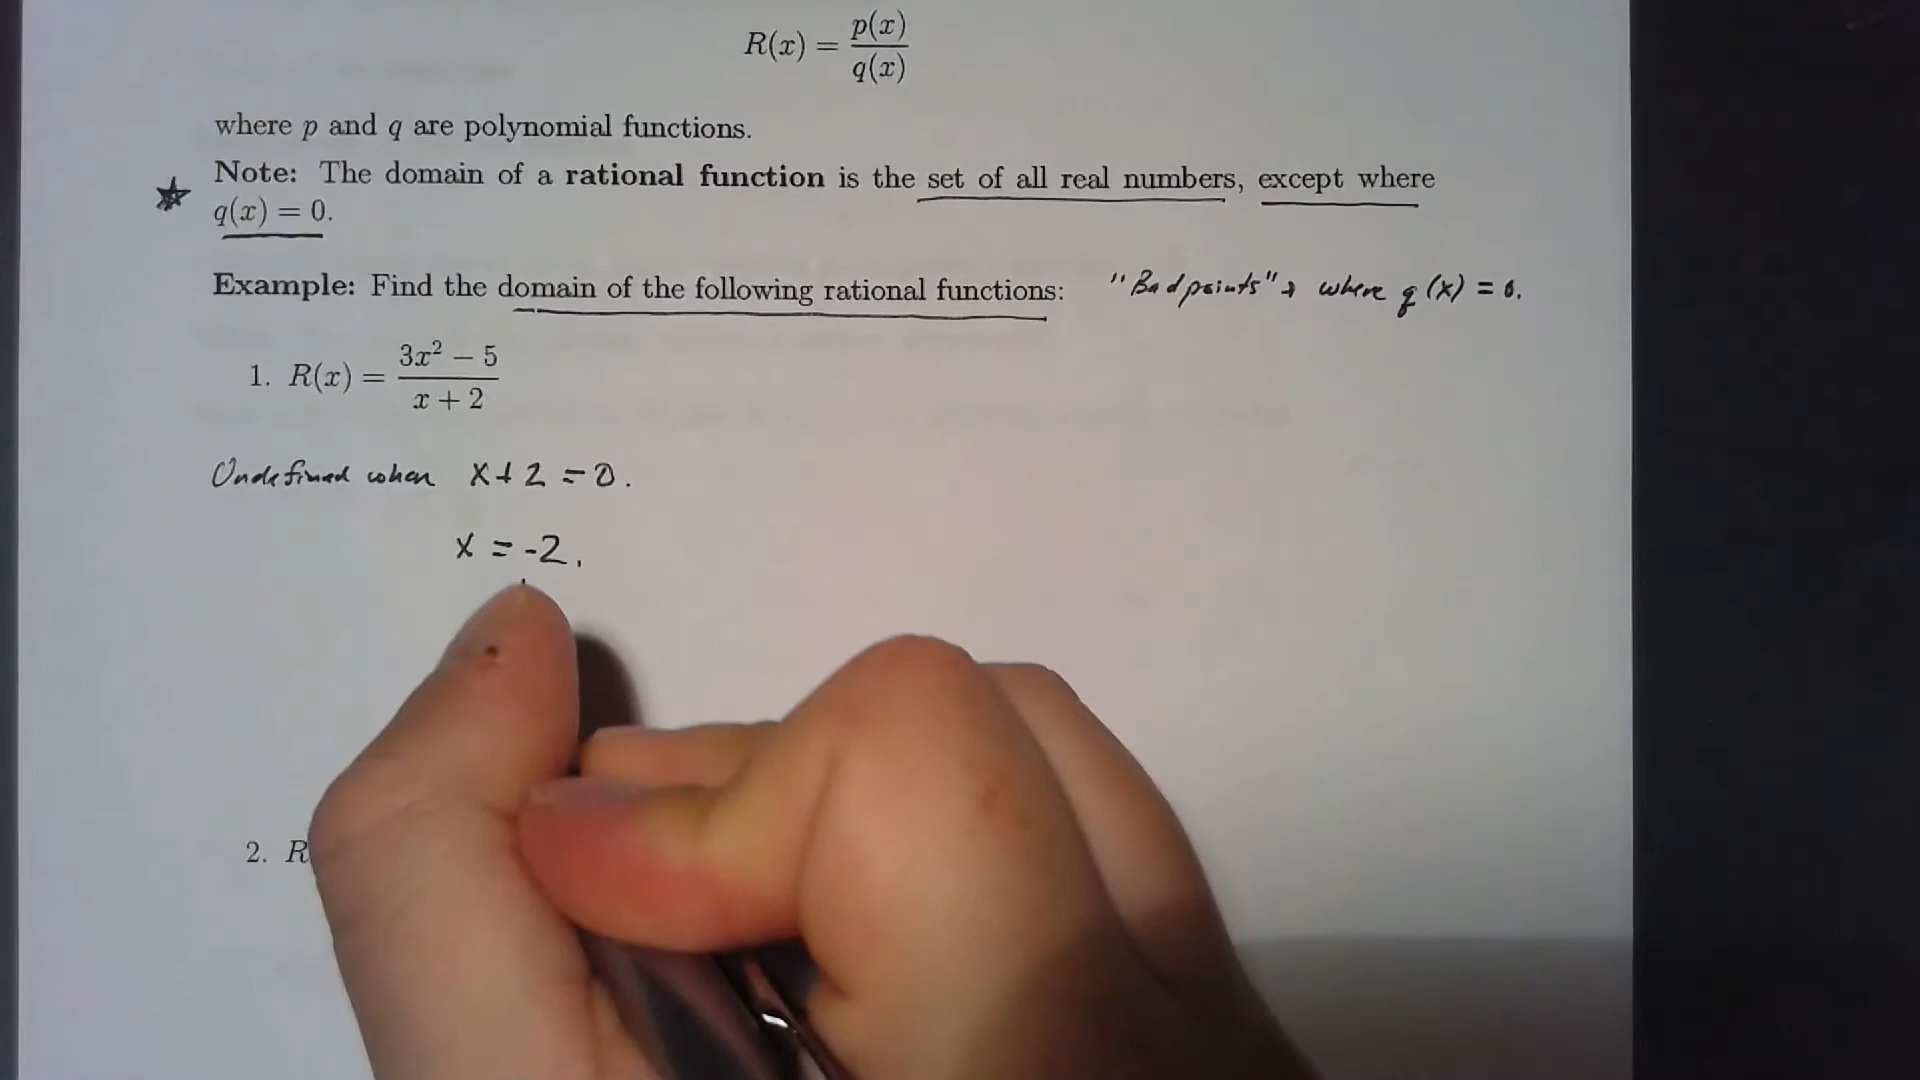 R(x) = p(x)/q(x)
where p and q are polynomial functions.
Note: The domain of a rational function is the set of all real numbers, except where
q(x) = 0.
Example: Find the domain of the following rational functions: "Bad points" → where q(x) = 0.
1. R(x) = (3x² − 5)/(x + 2)
Undefined when x + 2 = 0.
x = -2.
2. R